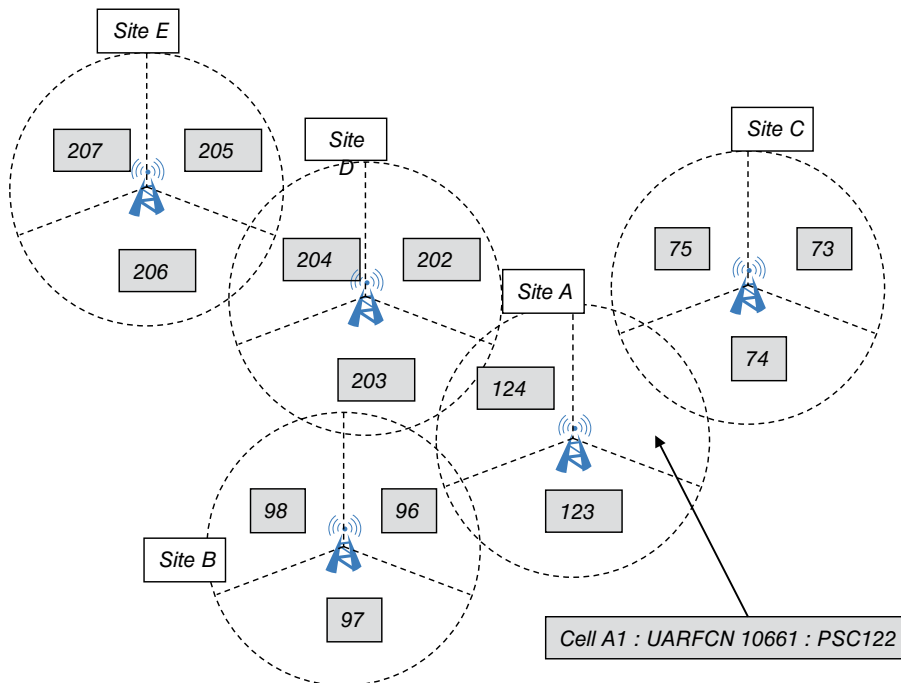 Site E
207
205
206
Site
D
204
202
203
Site C
75
73
74
Site A
124
123
98
96
97
Site B
Cell A1 : UARFCN 10661 : PSC122